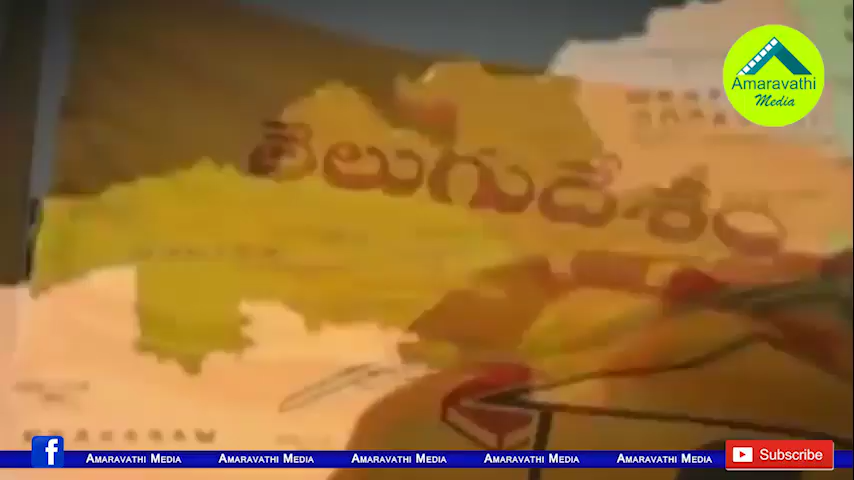 Amaravathi
Media
తెలుగుదేశం
f
AMARAVATHI MEDIA AMARAVATHI MEDIA AMARAVATHI MEDIA AMARAVATHI MEDIA AMARAVATHI MEDIA
Subscribe